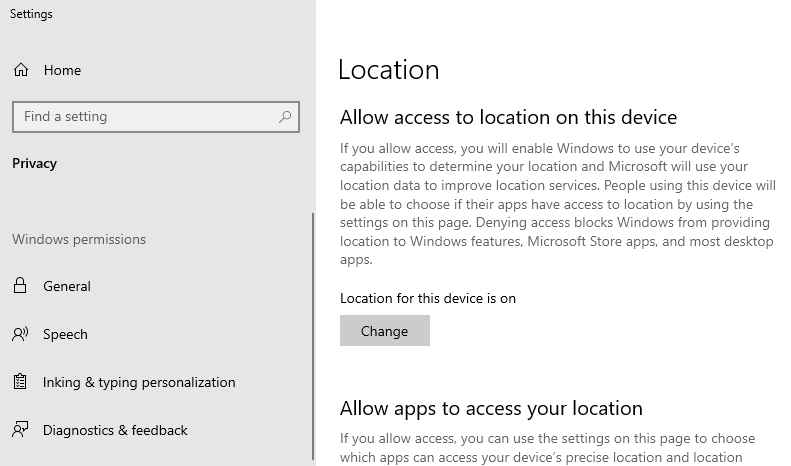 Settings
Home
Find a setting
Privacy
Windows permissions
General
Speech
Inking & typing personalization
Diagnostics & feedback
Location
Allow access to location on this device
If you allow access, you will enable Windows to use your device's
capabilities to determine your location and Microsoft will use your
location data to improve location services. People using this device will
be able to choose if their apps have access to location by using the
settings on this page. Denying access blocks Windows from providing
location to Windows features, Microsoft Store apps, and most desktop
apps.
Location for this device is on
Change
Allow apps to access your location
If you allow access, you can use the settings on this page to choose
which apps can access your device's precise location and location